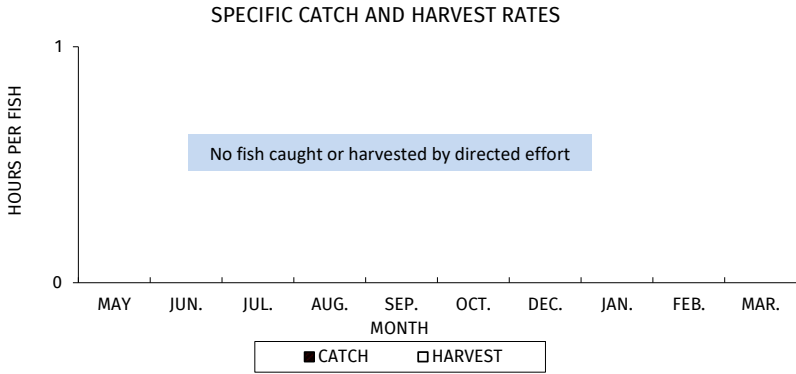 SPECIFIC CATCH AND HARVEST RATES
1
HOURS PER FISH
No fish caught or harvested by directed effort
0
MAY JUN. JUL. AUG. SEP. OCT. DEC. JAN. FEB. MAR.
MONTH
CATCH HARVEST